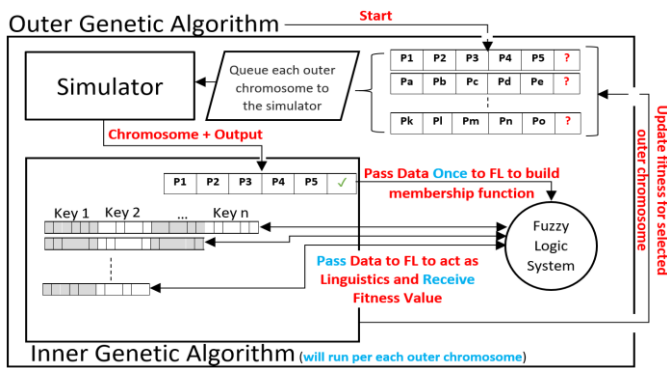 Outer Genetic Algorithm
Start
Simulator
Queue each outer
chromosome to
the simulator
P1 P2 P3 P4 P5 ?
Pa Pb Pc Pd Pe ?
Pk Pl Pm Pn Po ?
Chromosome + Output
P1 P2 P3 P4 P5 ✓
Pass Data Once to FL to build
membership function
Key 1 Key 2 ... Key n
Fuzzy
Logic
System
Pass Data to FL to act as
Linguistics and Receive
Fitness Value
Update fitness for selected
outer chromosome
Inner Genetic Algorithm (will run per each outer chromosome)